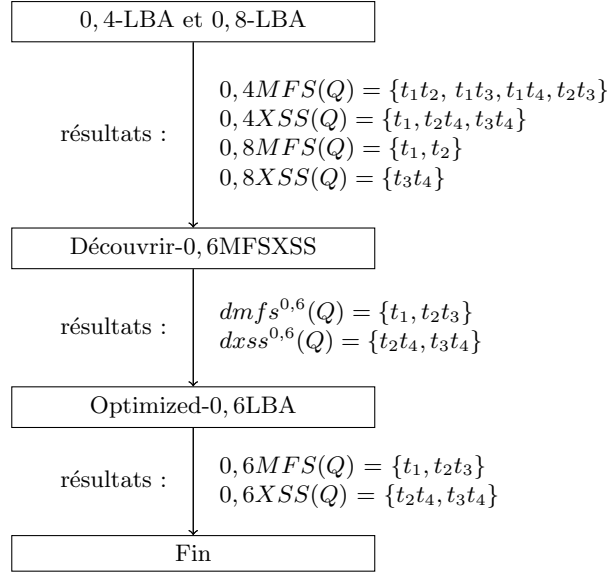 0, 4-LBA et 0, 8-LBA
résultats :
0, 4MFS(Q) = {t₁t₂, t₁t₃, t₁t₄, t₂t₃}
0, 4XSS(Q) = {t₁, t₂t₄, t₃t₄}
0, 8MFS(Q) = {t₁, t₂}
0, 8XSS(Q) = {t₃t₄}
Découvrir-0, 6MFSXSS
résultats :
dmfs⁰,⁶(Q) = {t₁, t₂t₃}
dxss⁰,⁶(Q) = {t₂t₄, t₃t₄}
Optimized-0, 6LBA
résultats :
0, 6MFS(Q) = {t₁, t₂t₃}
0, 6XSS(Q) = {t₂t₄, t₃t₄}
Fin